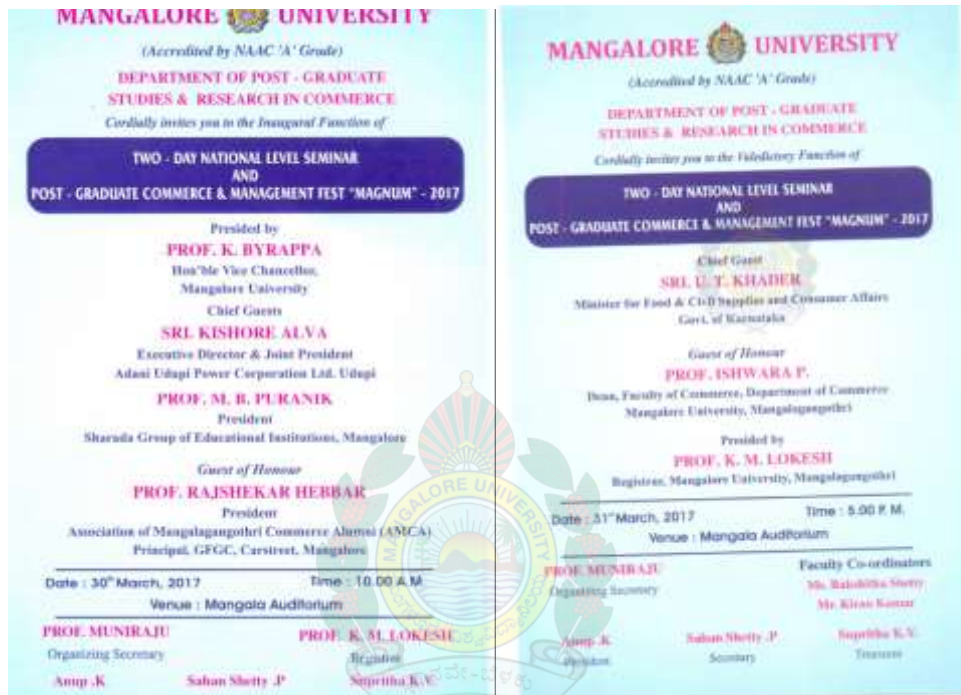 MANGALORE UNIVERSITY
(Accredited by NAAC 'A' Grade)
DEPARTMENT OF POST - GRADUATE
STUDIES & RESEARCH IN COMMERCE
Cordially invites you to the Inaugural Function of
TWO - DAY NATIONAL LEVEL SEMINAR
AND
POST - GRADUATE COMMERCE & MANAGEMENT FEST "MAGNUM" - 2017
Presided by
PROF. K. BYRAPPA
Hon'ble Vice Chancellor,
Mangalore University
Chief Guests
SRI. KISHORE ALVA
Executive Director & Joint President
Adani Udupi Power Corporation Ltd. Udupi
PROF. M. B. PURANIK
President
Sharada Group of Educational Institutions, Mangalore
Guest of Honour
PROF. RAJSHEKAR HEBBAR
President
Association of Mangalagangothri Commerce Alumni (AMCA)
Principal, GFGC, Carstreet, Mangalore
Date : 30th March, 2017 Time : 10.00 A.M
Venue : Mangala Auditorium
PROF. MUNIRAJU PROF. K. M. LOKESH
Organizing Secretary Registrar
Anup .K Sahan Shetty .P Supritha K.V.
MANGALORE UNIVERSITY
(Accredited by NAAC 'A' Grade)
DEPARTMENT OF POST - GRADUATE
STUDIES & RESEARCH IN COMMERCE
Cordially invites you to the Valedictory Function of
TWO - DAY NATIONAL LEVEL SEMINAR
AND
POST - GRADUATE COMMERCE & MANAGEMENT FEST "MAGNUM" - 2017
Chief Guest
SRI. U. T. KHADER
Minister for Food & Civil Supplies and Consumer Affairs
Govt. of Karnataka
Guest of Honour
PROF. ISHWARA P.
Dean, Faculty of Commerce, Department of Commerce
Mangalore University, Mangalagangothri
Presided by
PROF. K. M. LOKESH
Registrar, Mangalore University, Mangalagangothri
Date : 31st March, 2017 Time : 5.00 P. M.
Venue : Mangala Auditorium
PROF. MUNIRAJU Faculty Co-ordinators
Organizing Secretary Ms. Rakshitha Shetty
Mr. Kiran Kumar
Anup .K Sahan Shetty .P Supritha K.V.
President Secretary Treasurer
MANGALORE UNIVERSITY